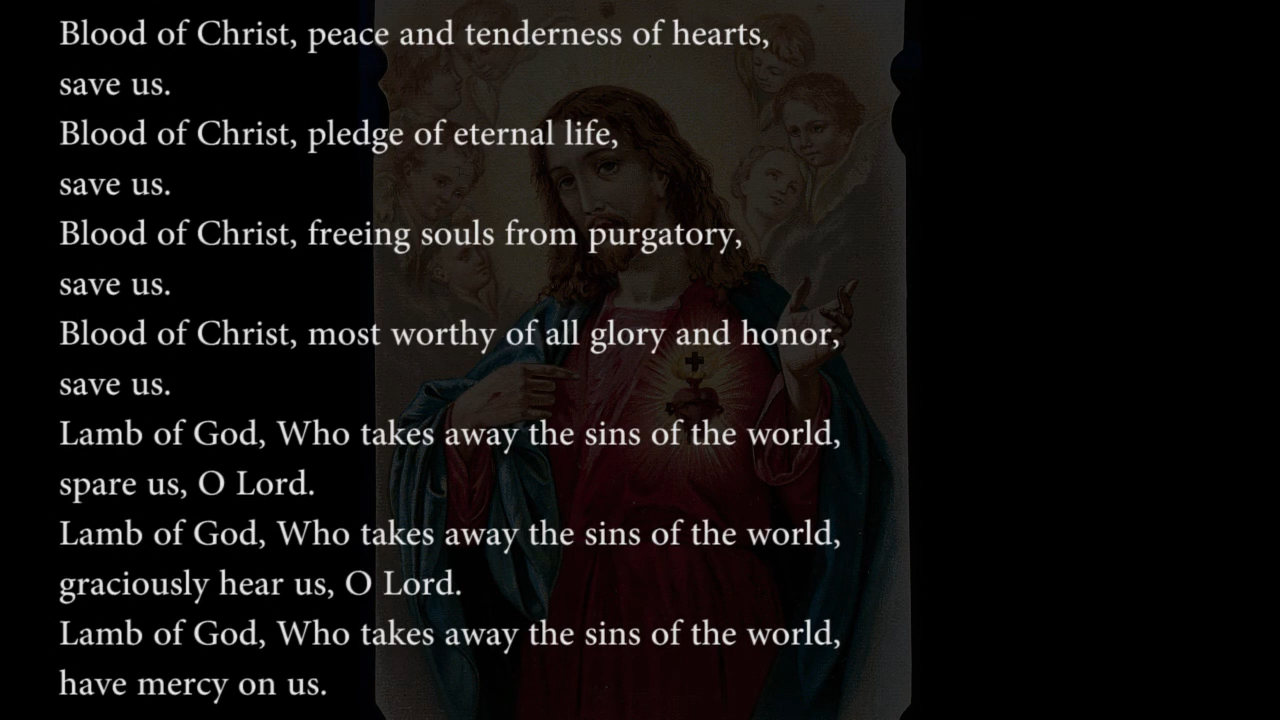 Blood of Christ, peace and tenderness of hearts,
save us.
Blood of Christ, pledge of eternal life,
save us.
Blood of Christ, freeing souls from purgatory,
save us.
Blood of Christ, most worthy of all glory and honor,
save us.
Lamb of God, Who takes away the sins of the world,
spare us, O Lord.
Lamb of God, Who takes away the sins of the world,
graciously hear us, O Lord.
Lamb of God, Who takes away the sins of the world,
have mercy on us.